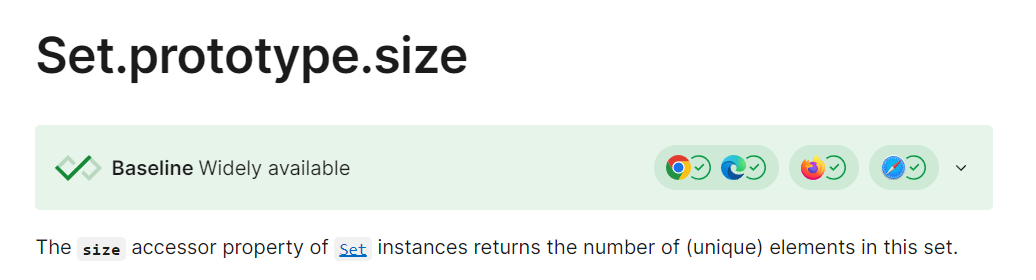 Set.prototype.size
Baseline Widely available
The size accessor property of Set instances returns the number of (unique) elements in this set.